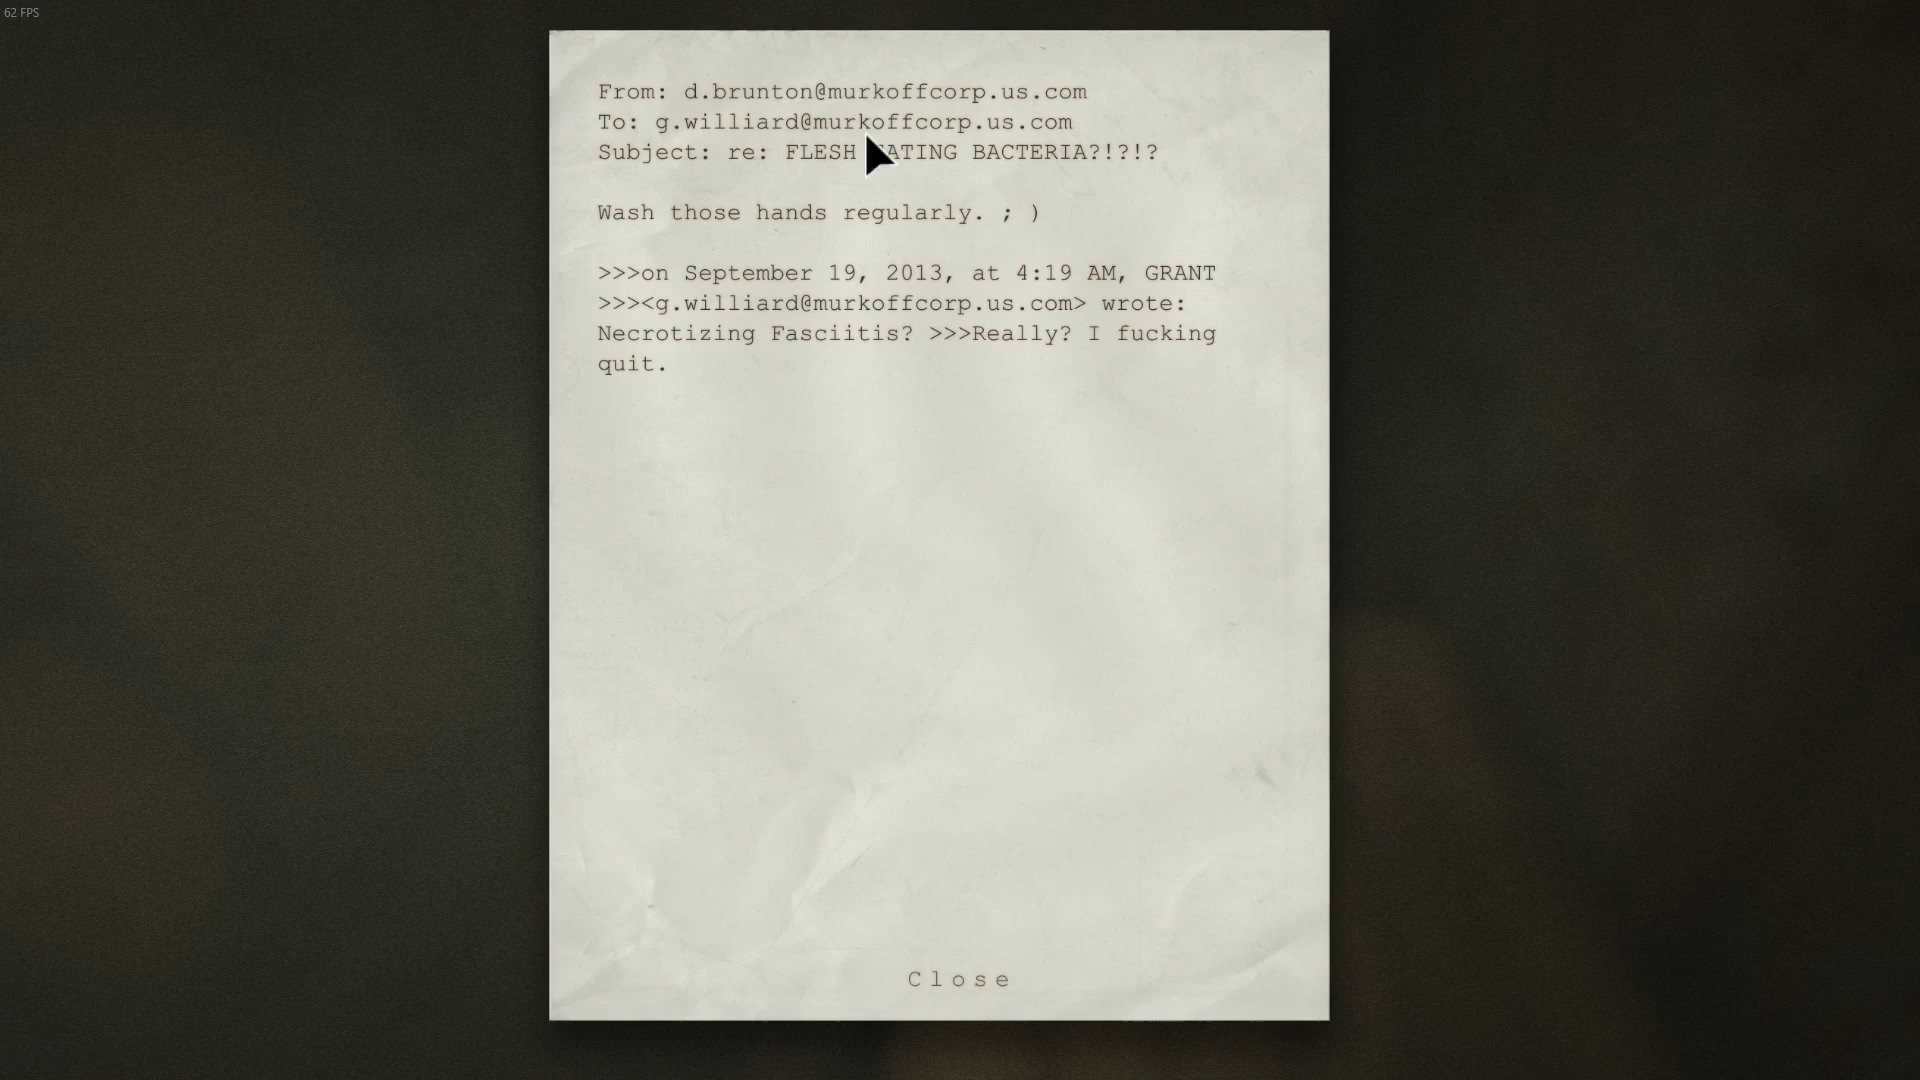 62 FPS
From: d.brunton@murkoffcorp.us.com
To: g.williard@murkoffcorp.us.com
Subject: re: FLESH EATING BACTERIA?!?!?
Wash those hands regularly. ; )
>>>on September 19, 2013, at 4:19 AM, GRANT
>>><g.williard@murkoffcorp.us.com> wrote:
Necrotizing Fasciitis? >>>Really? I fucking
quit.
Close